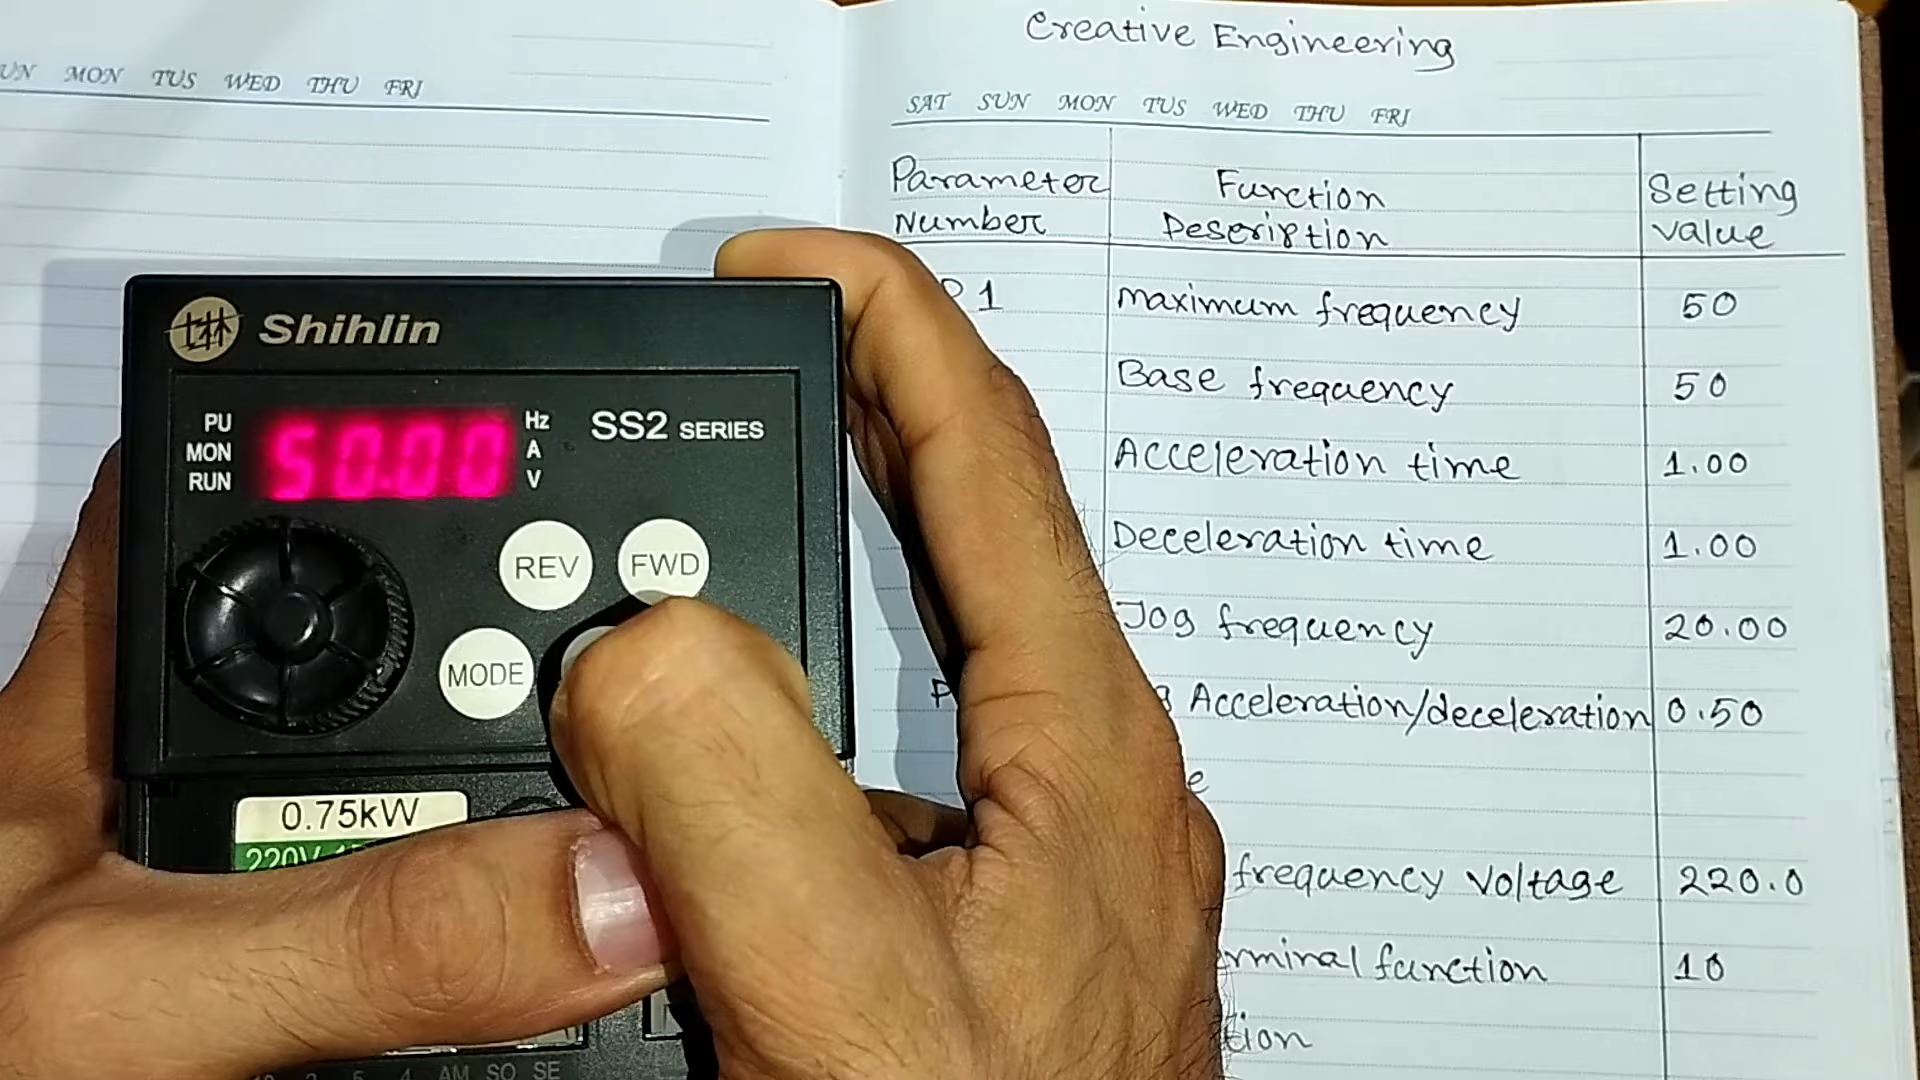 Creative Engineering
MON TUS WED THU FRI
SAT SUN MON TUS WED THU FRI
Parameter Number Function Description Setting value
1 maximum frequency 50
Base frequency 50
Acceleration time 1.00
Deceleration time 1.00
Jog frequency 20.00
P Acceleration/deceleration 0.50
e
frequency voltage 220.0
function 10
Shihlin
PU 50.00 Hz
MON A
RUN V
SS2 SERIES
REV FWD
MODE
0.75kW
220V
AM SO SE